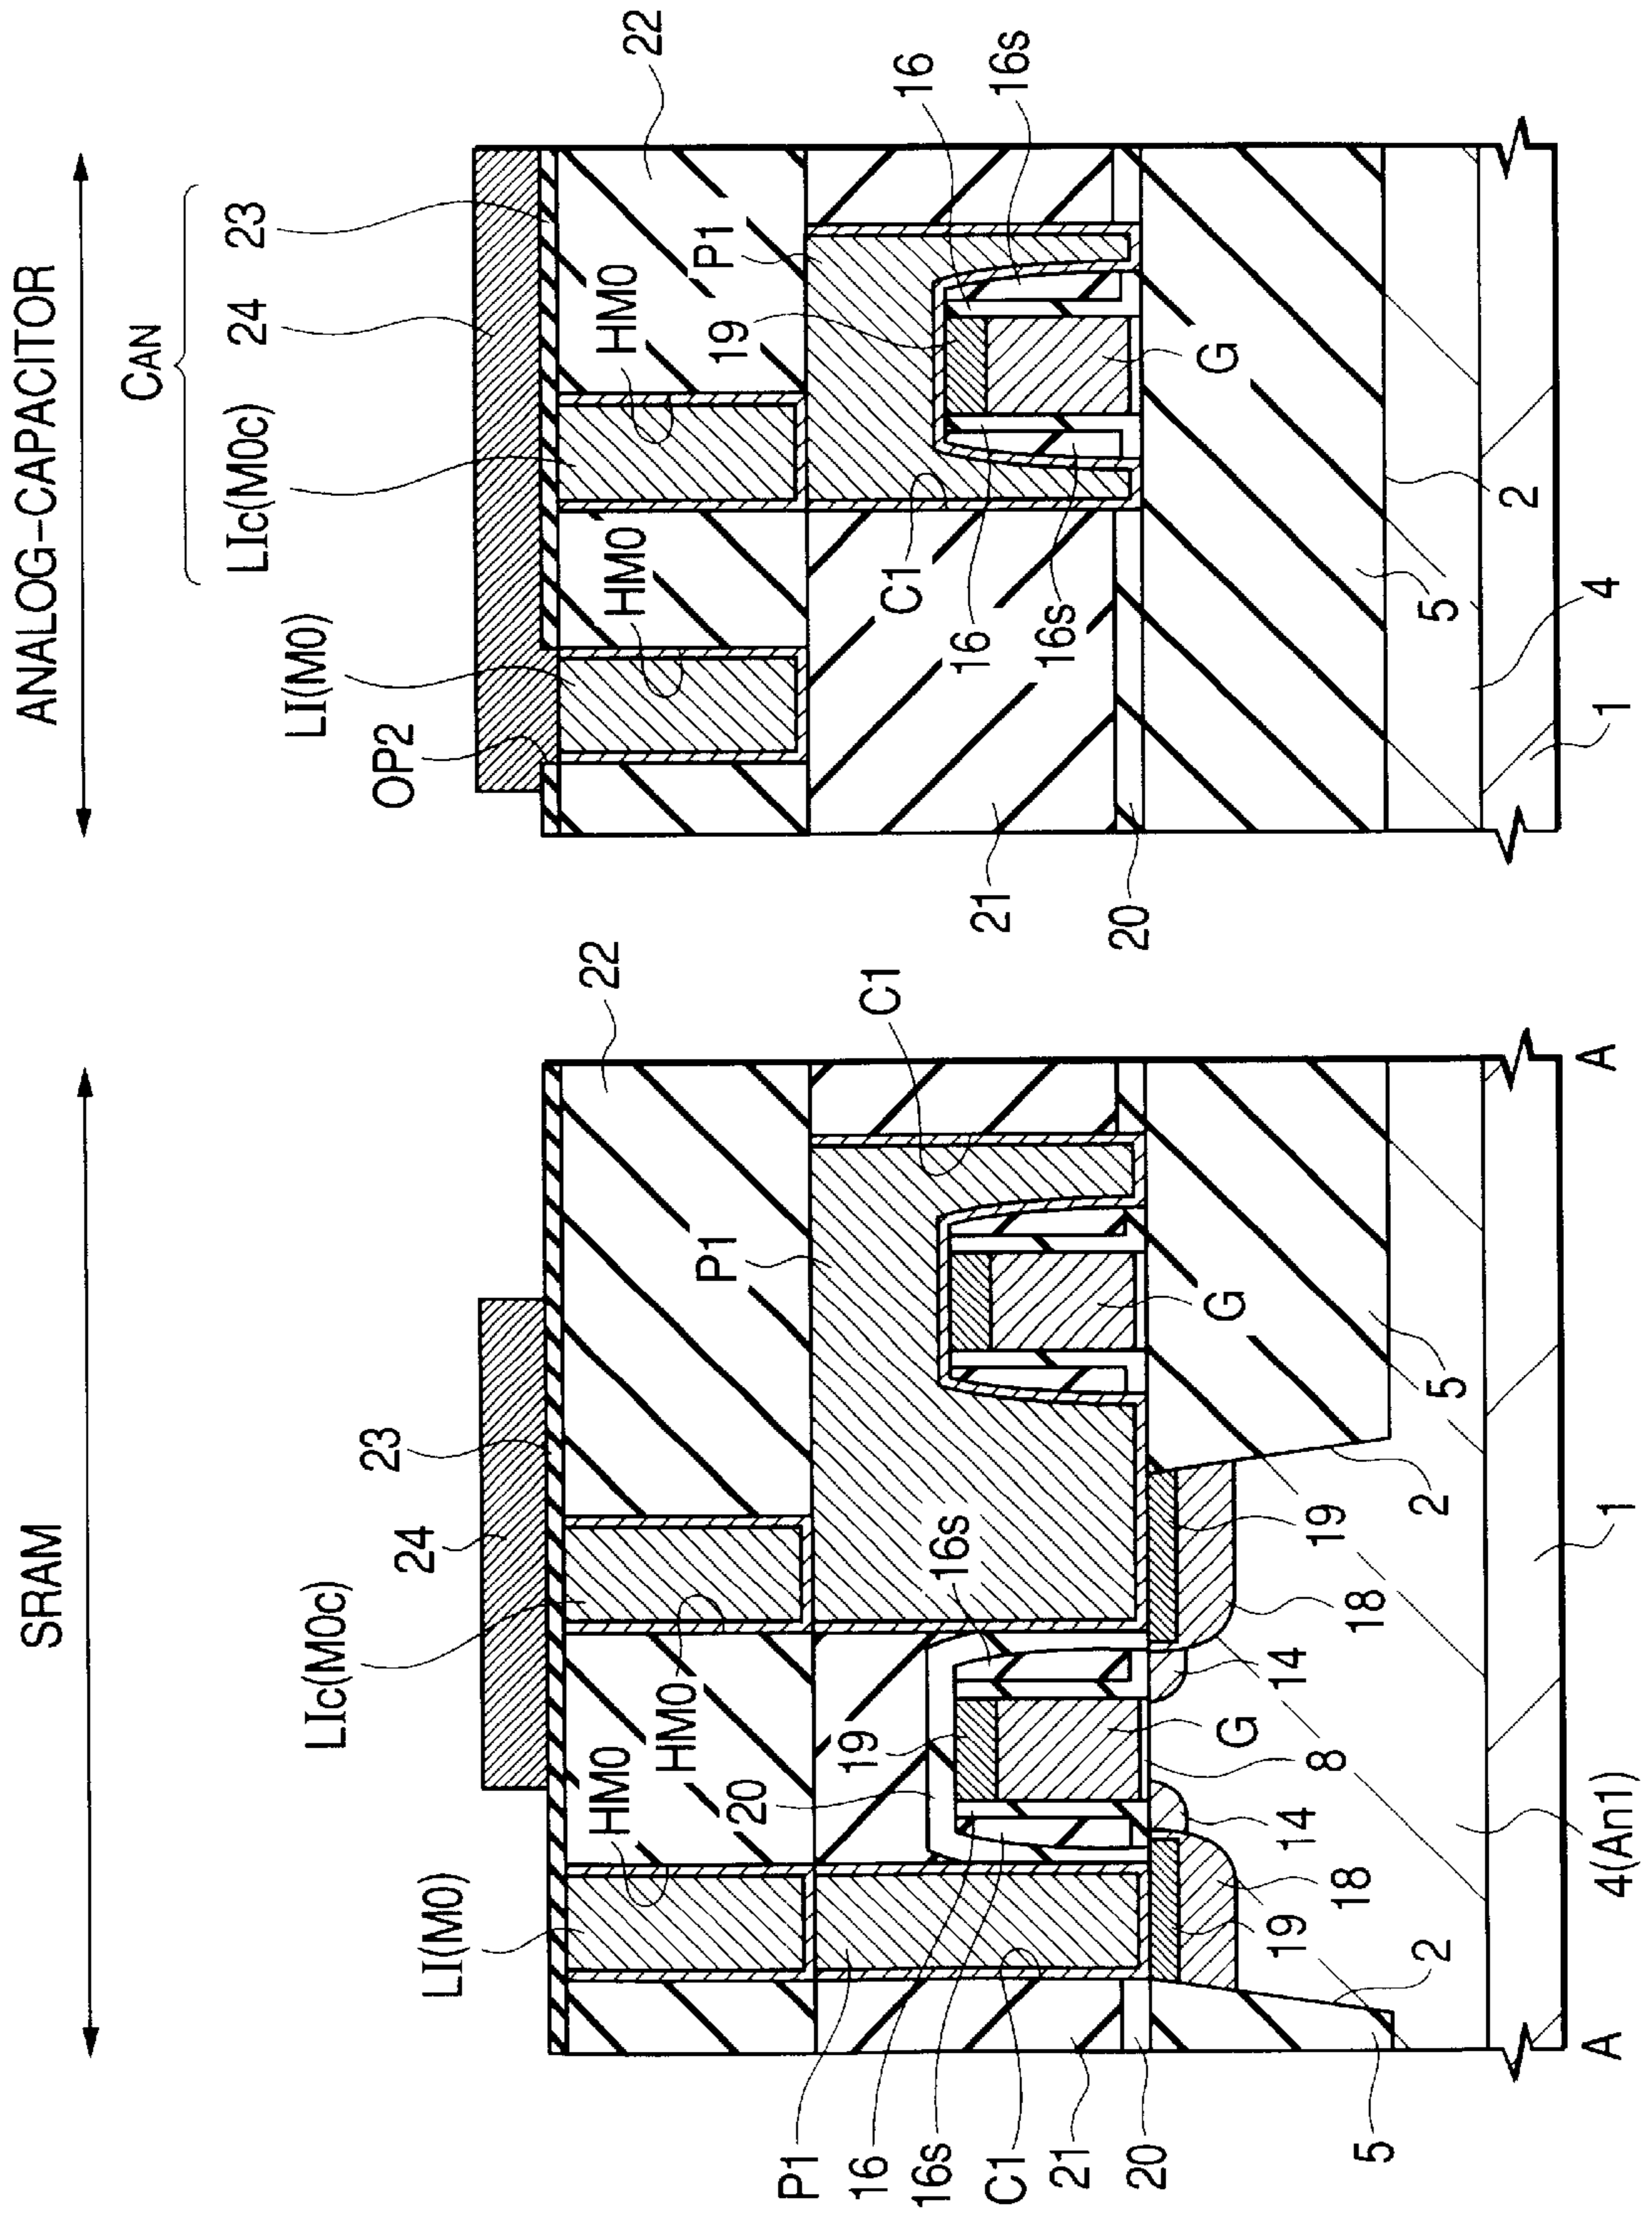 SRAM
ANALOG-CAPACITOR
CAN
LI(M0)
LIc(M0c)
24
23
22
HM0
HM0
P1
C1
20
19
16s
G
8
14
14
18
18
19
19
2
2
5
5
P1
16
16s
C1
21
20
A
A
4(An1)
1
OP2
LI(M0)
LIc(M0c)
24
23
22
HM0
HM0
P1
19
16
16s
C1
16
16s
G
21
20
2
5
4
1